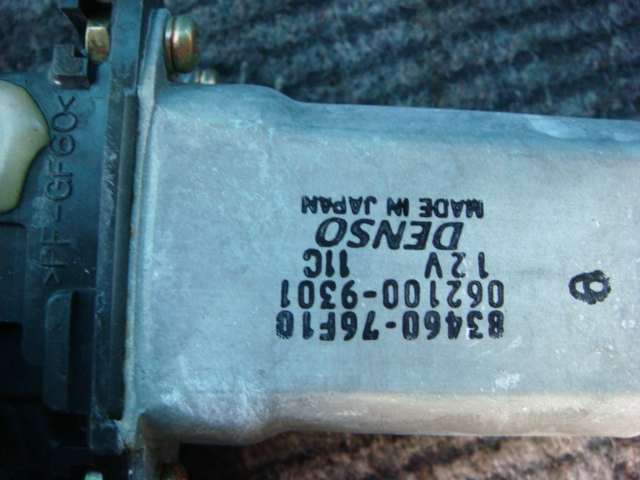 83460-76F10
062100-9301
12V 11C
DENSO
MADE IN JAPAN